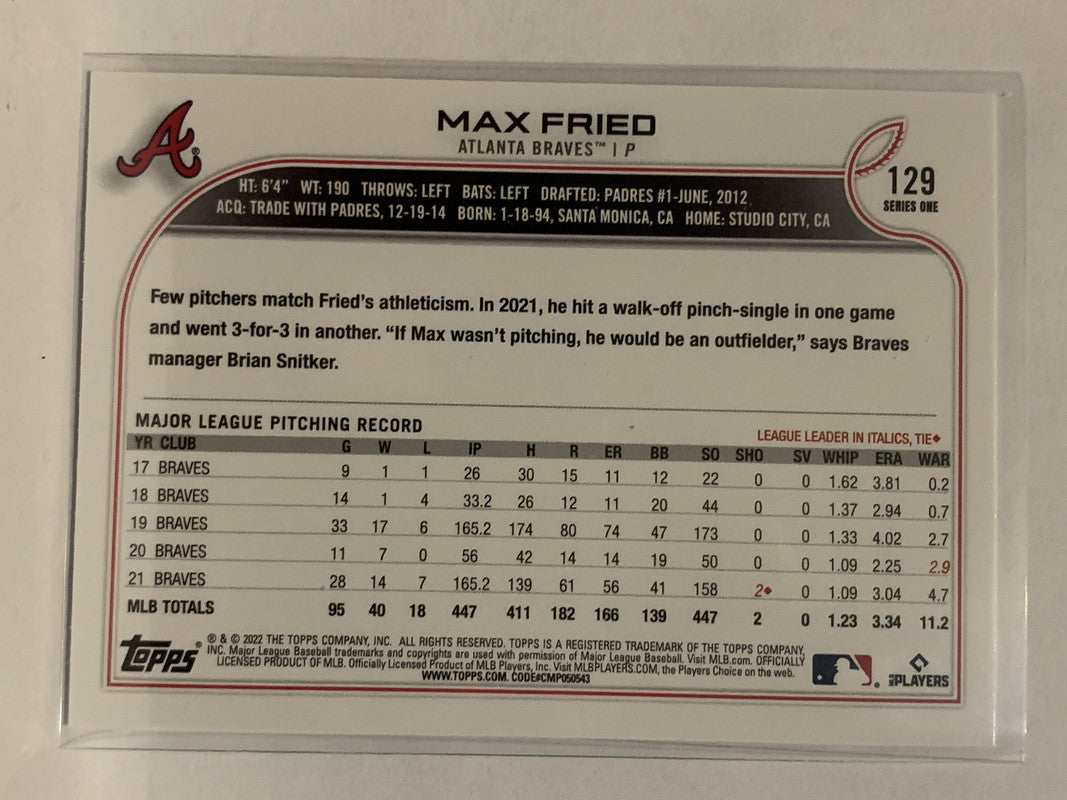 A
MAX FRIED
ATLANTA BRAVES™ | P
129
SERIES ONE
HT: 6'4" WT: 190 THROWS: LEFT BATS: LEFT DRAFTED: PADRES #1-JUNE, 2012
ACQ: TRADE WITH PADRES, 12-19-14 BORN: 1-18-94, SANTA MONICA, CA HOME: STUDIO CITY, CA
Few pitchers match Fried's athleticism. In 2021, he hit a walk-off pinch-single in one game
and went 3-for-3 in another. “If Max wasn't pitching, he would be an outfielder,” says Braves
manager Brian Snitker.
MAJOR LEAGUE PITCHING RECORD
LEAGUE LEADER IN ITALICS, TIE◆
YR CLUB G W L IP H R ER BB SO SHO SV WHIP ERA WAR
17 BRAVES 9 1 1 26 30 15 11 12 22 0 0 1.62 3.81 0.2
18 BRAVES 14 1 4 33.2 26 12 11 20 44 0 0 1.37 2.94 0.7
19 BRAVES 33 17 6 165.2 174 80 74 47 173 0 0 1.33 4.02 2.7
20 BRAVES 11 7 0 56 42 14 14 19 50 0 0 1.09 2.25 2.9
21 BRAVES 28 14 7 165.2 139 61 56 41 158 2◆ 0 1.09 3.04 4.7
MLB TOTALS 95 40 18 447 411 182 166 139 447 2 0 1.23 3.34 11.2
Topps®
® & © 2022 THE TOPPS COMPANY, INC. ALL RIGHTS RESERVED. TOPPS IS A REGISTERED TRADEMARK OF THE TOPPS COMPANY,
INC. Major League Baseball trademarks and copyrights are used with permission of Major League Baseball. Visit MLB.com. OFFICIALLY
LICENSED PRODUCT OF MLB. Officially Licensed Product of MLB Players, Inc. Visit MLBPLAYERS.COM, the Players Choice on the web.
WWW.TOPPS.COM. CODE#CMP050543
MLB PLAYERS